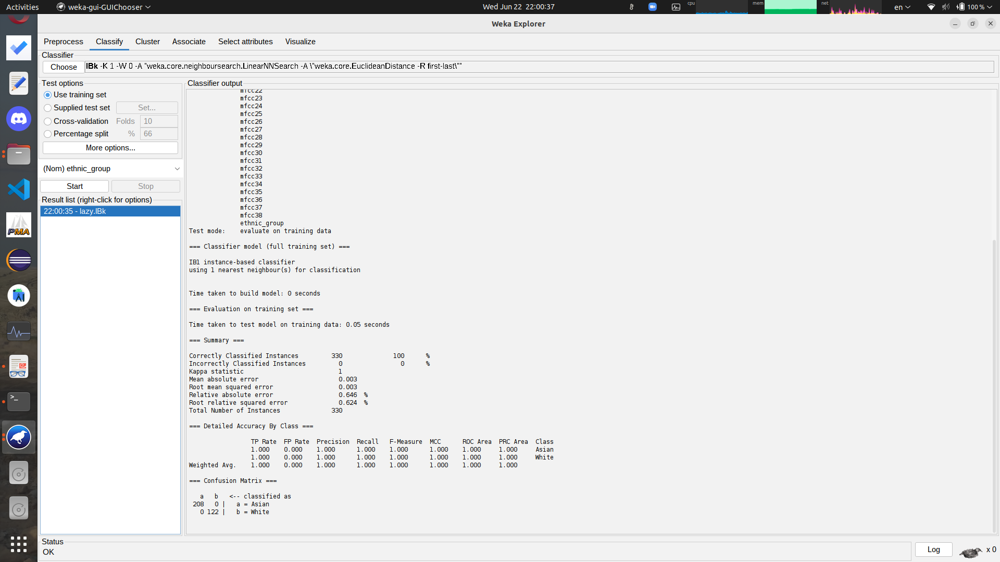 Activities
weka-gui-GUIChooser
Wed Jun 22 22:00:37
cpu
mem
net
en
100 %
Weka Explorer
Preprocess Classify Cluster Associate Select attributes Visualize
Classifier
Choose
IBk -K 1 -W 0 -A "weka.core.neighboursearch.LinearNNSearch -A \"weka.core.EuclideanDistance -R first-last\""
Test options
Use training set
Supplied test set Set...
Cross-validation Folds 10
Percentage split % 66
More options...
(Nom) ethnic_group
Start Stop
Result list (right-click for options)
22:00:35 - lazy.IBk
Classifier output
mfcc22
mfcc23
mfcc24
mfcc25
mfcc26
mfcc27
mfcc28
mfcc29
mfcc30
mfcc31
mfcc32
mfcc33
mfcc34
mfcc35
mfcc36
mfcc37
mfcc38
ethnic_group
Test mode: evaluate on training data
=== Classifier model (full training set) ===
IB1 instance-based classifier
using 1 nearest neighbour(s) for classification
Time taken to build model: 0 seconds
=== Evaluation on training set ===
Time taken to test model on training data: 0.05 seconds
=== Summary ===
Correctly Classified Instances 330 100 %
Incorrectly Classified Instances 0 0 %
Kappa statistic 1
Mean absolute error 0.003
Root mean squared error 0.003
Relative absolute error 0.646 %
Root relative squared error 0.624 %
Total Number of Instances 330
=== Detailed Accuracy By Class ===
TP Rate FP Rate Precision Recall F-Measure MCC ROC Area PRC Area Class
1.000 0.000 1.000 1.000 1.000 1.000 1.000 1.000 Asian
1.000 0.000 1.000 1.000 1.000 1.000 1.000 1.000 White
Weighted Avg. 1.000 0.000 1.000 1.000 1.000 1.000 1.000 1.000
=== Confusion Matrix ===
a b <-- classified as
208 0 | a = Asian
0 122 | b = White
Status
OK
Log
x 0
PMA
>_